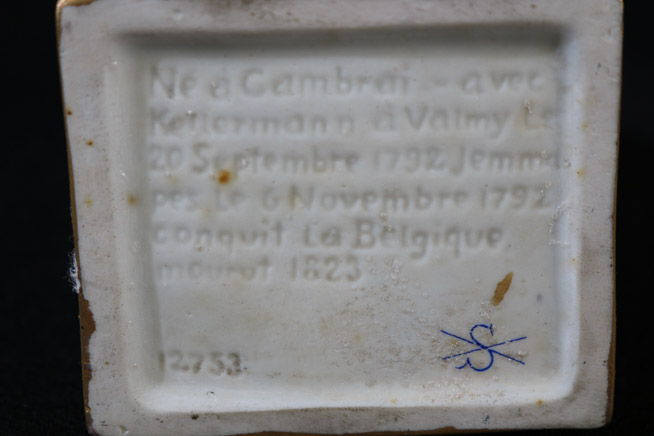 Né à Cambrai - avec
Kellermann à Valmy Le
20 Septembre 1792 Jemma
pes Le 6 Novembre 1792
conquit La Belgique
mourut 1823
12753